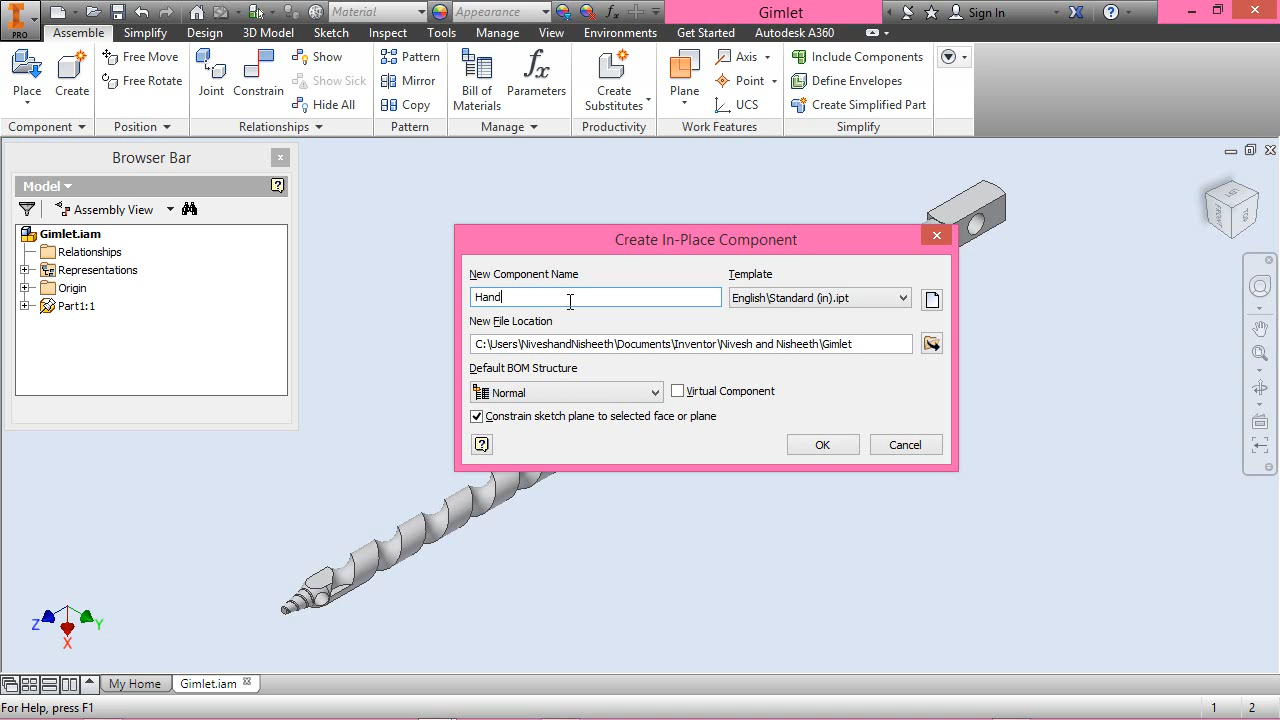 Material
Appearance
Gimlet
Sign In
PRO
Assemble Simplify Design 3D Model Sketch Inspect Tools Manage View Environments Get Started Autodesk A360
Place
Create
Free Move
Free Rotate
Joint
Constrain
Show
Show Sick
Hide All
Pattern
Mirror
Copy
Bill of
Materials
Parameters
Create
Substitutes
Plane
Axis
Point
UCS
Include Components
Define Envelopes
Create Simplified Part
Component Position Relationships Pattern Manage Productivity Work Features Simplify
Browser Bar
Model
Assembly View
Gimlet.iam
Relationships
Representations
Origin
Part1:1
Create In-Place Component
New Component Name
Template
Hand
English\Standard (in).ipt
New File Location
C:\Users\NiveshandNisheeth\Documents\Inventor\Nivesh and Nisheeth\Gimlet
Default BOM Structure
Normal
Virtual Component
Constrain sketch plane to selected face or plane
OK
Cancel
FRONT
Z Y
X
My Home
Gimlet.iam
For Help, press F1
1 2